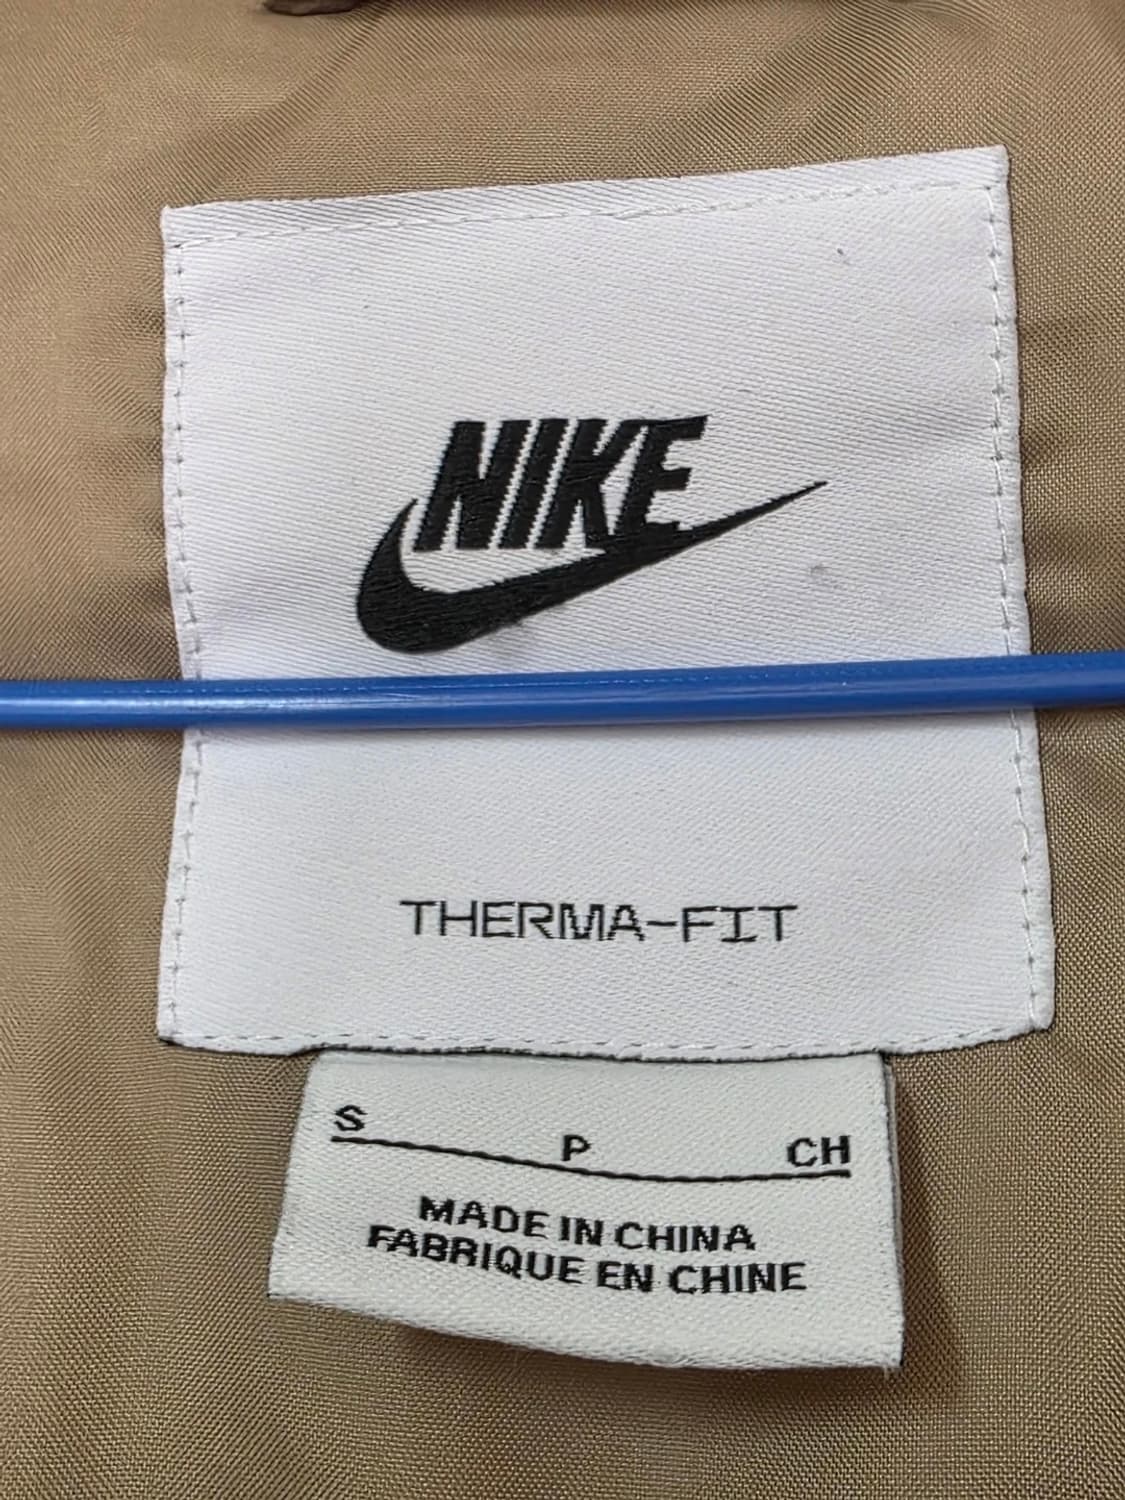 NIKE
THERMA-FIT
S P CH
MADE IN CHINA
FABRIQUE EN CHINE